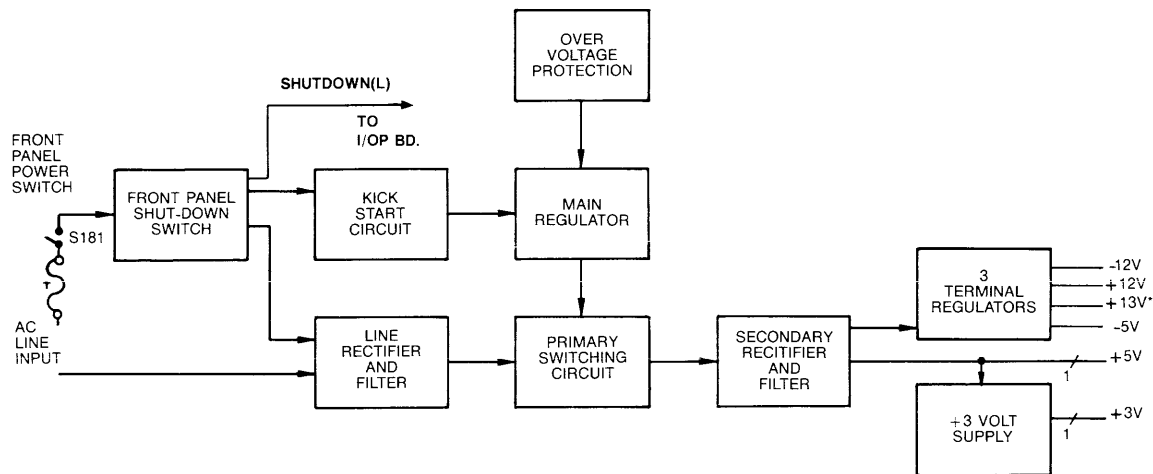 OVER
VOLTAGE
PROTECTION
SHUTDOWN(L)
TO
I/OP BD.
FRONT
PANEL
POWER
SWITCH
S181
AC
LINE
INPUT
FRONT PANEL
SHUT-DOWN
SWITCH
KICK
START
CIRCUIT
MAIN
REGULATOR
LINE
RECTIFIER
AND
FILTER
PRIMARY
SWITCHING
CIRCUIT
SECONDARY
RECITIFIER
AND
FILTER
3
TERMINAL
REGULATORS
-12V
+12V
+13V*
-5V
+5V
1
+3 VOLT
SUPPLY
+3V
1